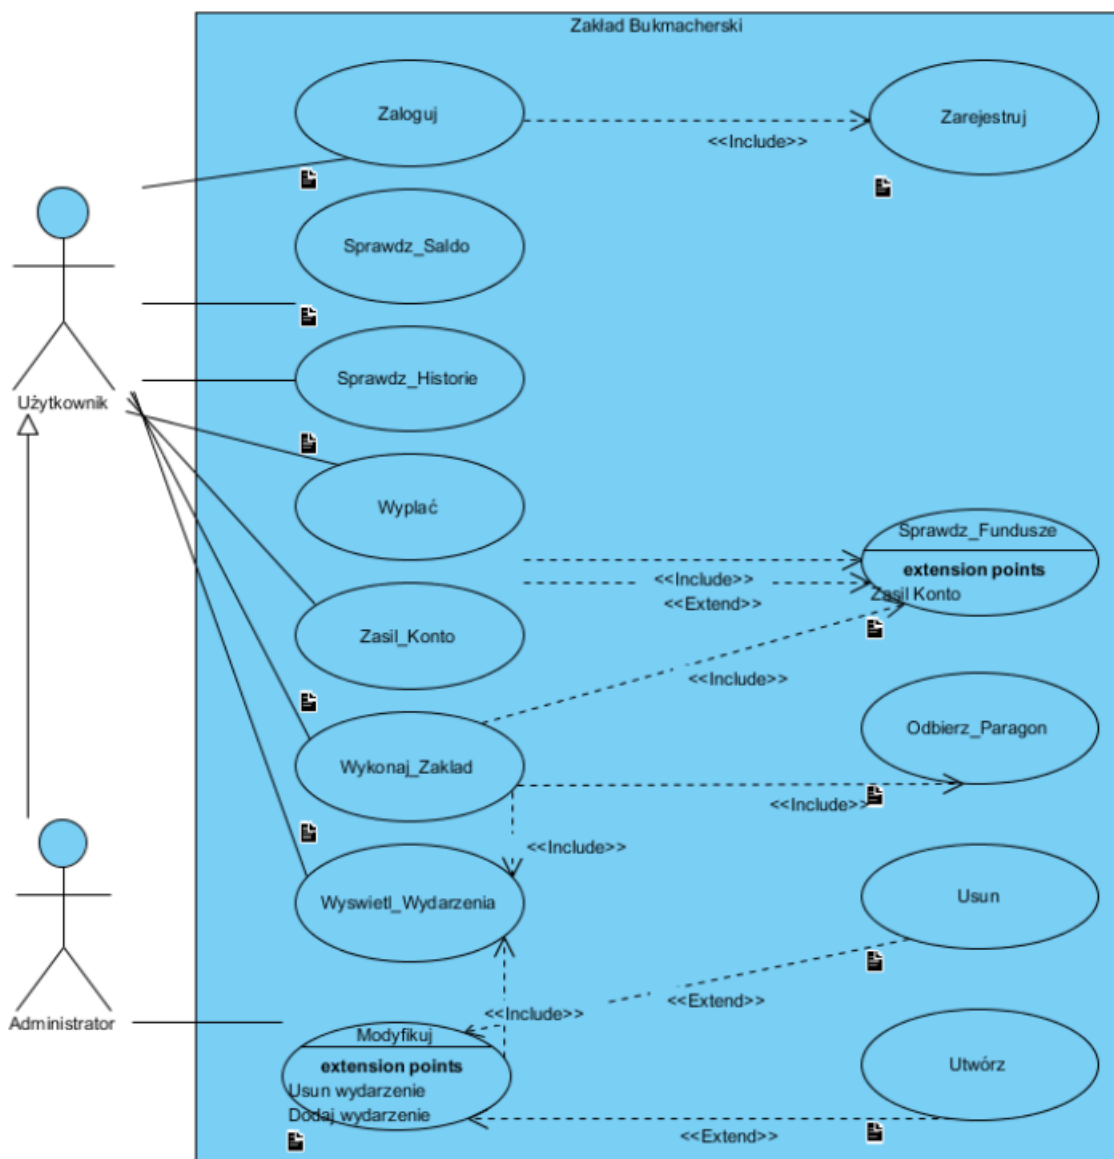 Zakład Bukmacherski
Zaloguj
<<Include>>
Zarejestruj
Sprawdz_Saldo
Sprawdz_Historie
Użytkownik
Wyplać
Sprawdz_Fundusze
extension points
Zasil Konto
<<Include>>
<<Extend>>
Zasil_Konto
<<Include>>
Wykonaj_Zaklad
Odbierz_Paragon
<<Include>>
<<Include>>
Wyswietl_Wydarzenia
Usun
<<Extend>>
<<Include>>
Administrator
Modyfikuj
extension points
Usun wydarzenie
Dodaj wydarzenie
Utwórz
<<Extend>>